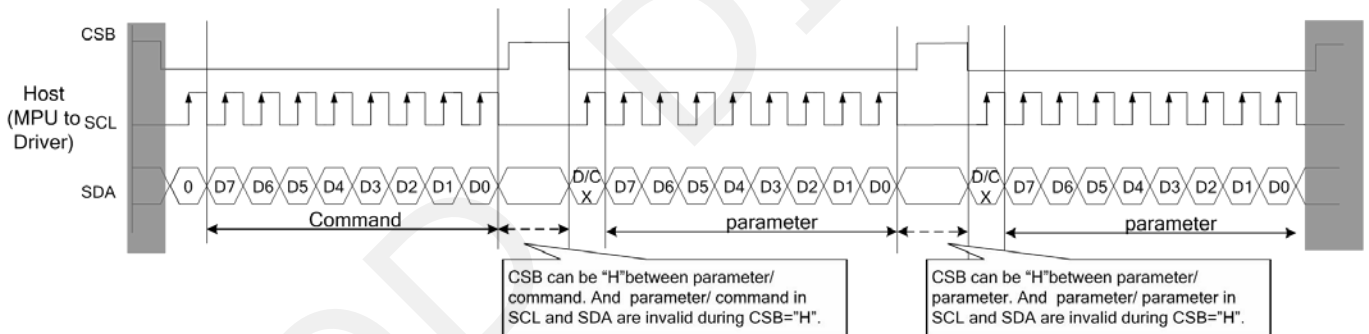 CSB
Host
(MPU to
Driver)
SCL
SDA
0 D7 D6 D5 D4 D3 D2 D1 D0 D/C X D7 D6 D5 D4 D3 D2 D1 D0 D/C X D7 D6 D5 D4 D3 D2 D1 D0
Command
parameter
parameter
CSB can be “H”between parameter/
command. And parameter/ command in
SCL and SDA are invalid during CSB=”H”.
CSB can be “H”between parameter/
parameter. And parameter/ parameter in
SCL and SDA are invalid during CSB=”H”.